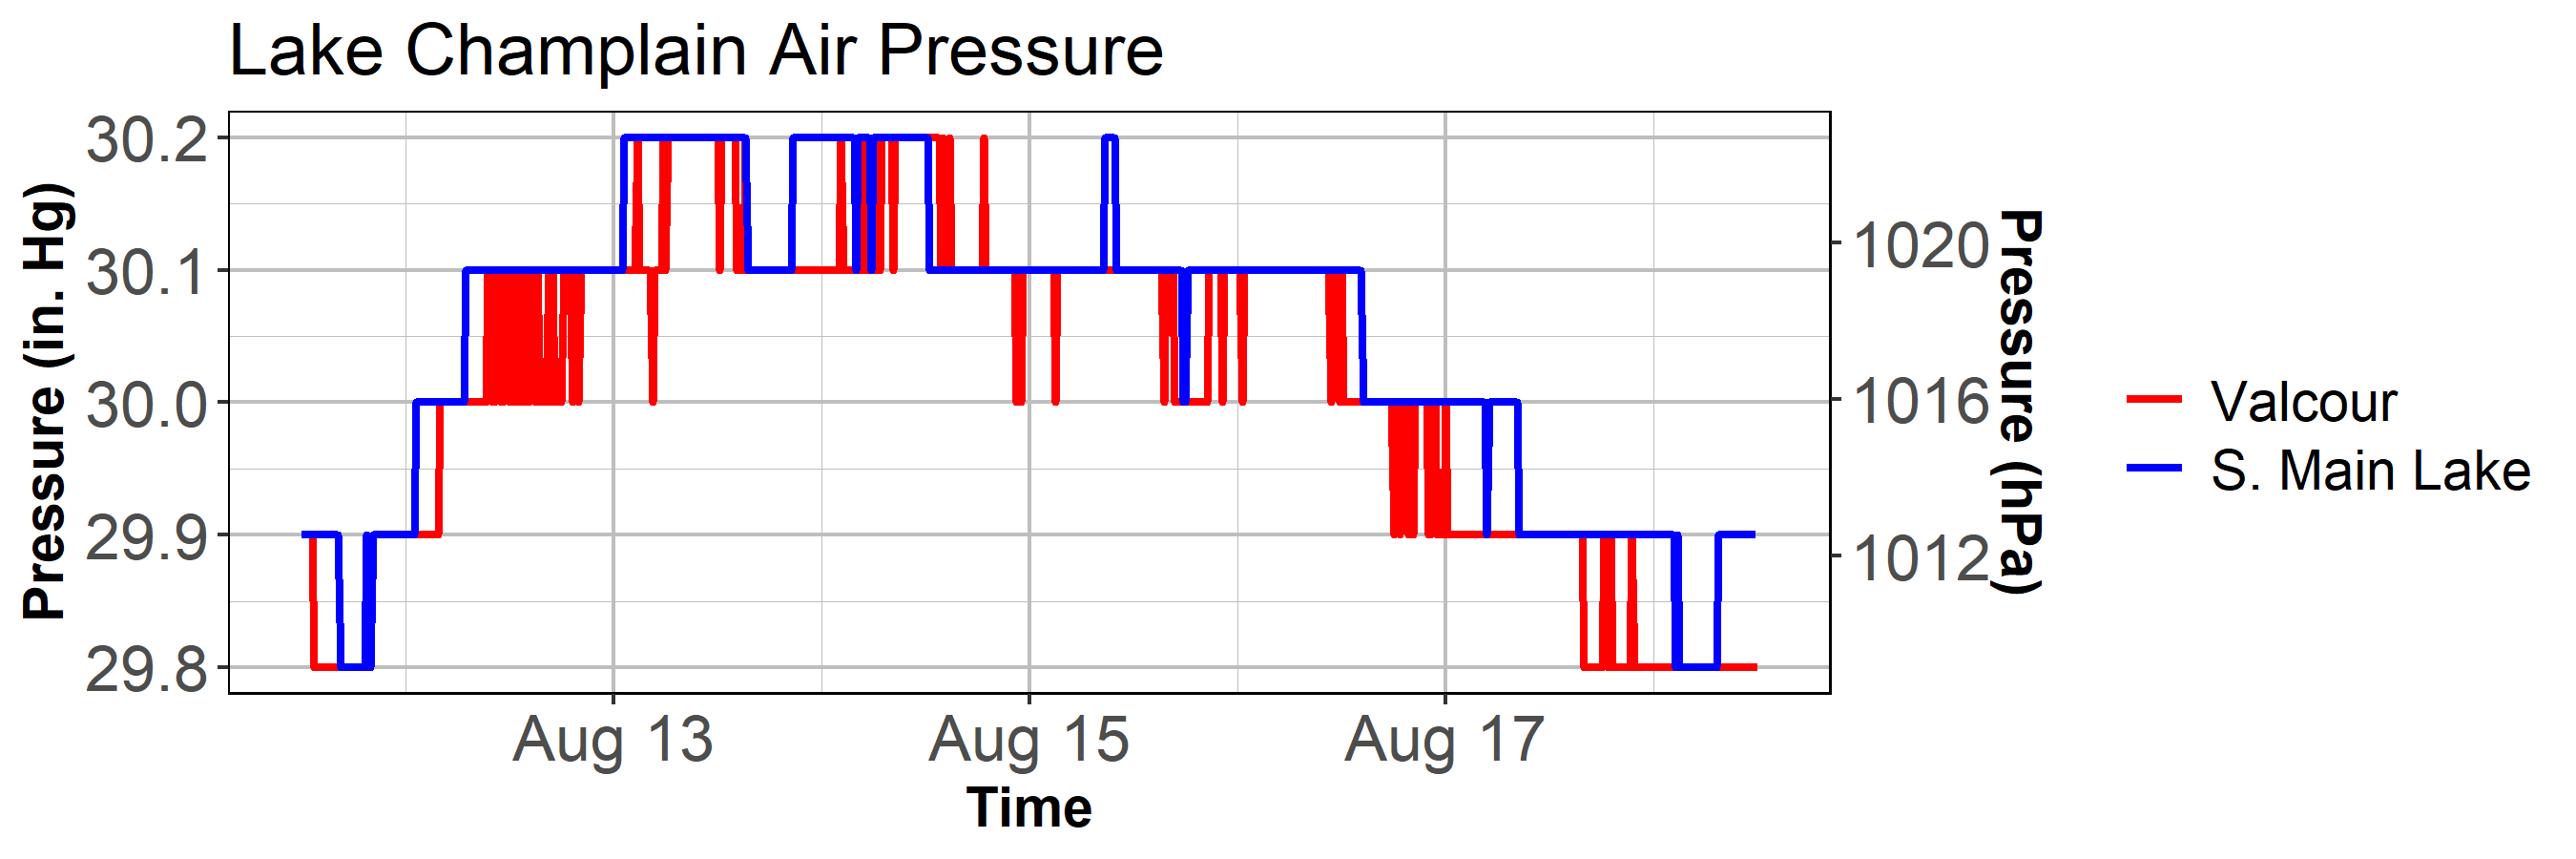 Lake Champlain Air Pressure
Pressure (in. Hg)
30.2
30.1
30.0
29.9
29.8
Aug 13 Aug 15 Aug 17
Time
1020
1016
1012
Pressure (hPa)
Valcour
S. Main Lake